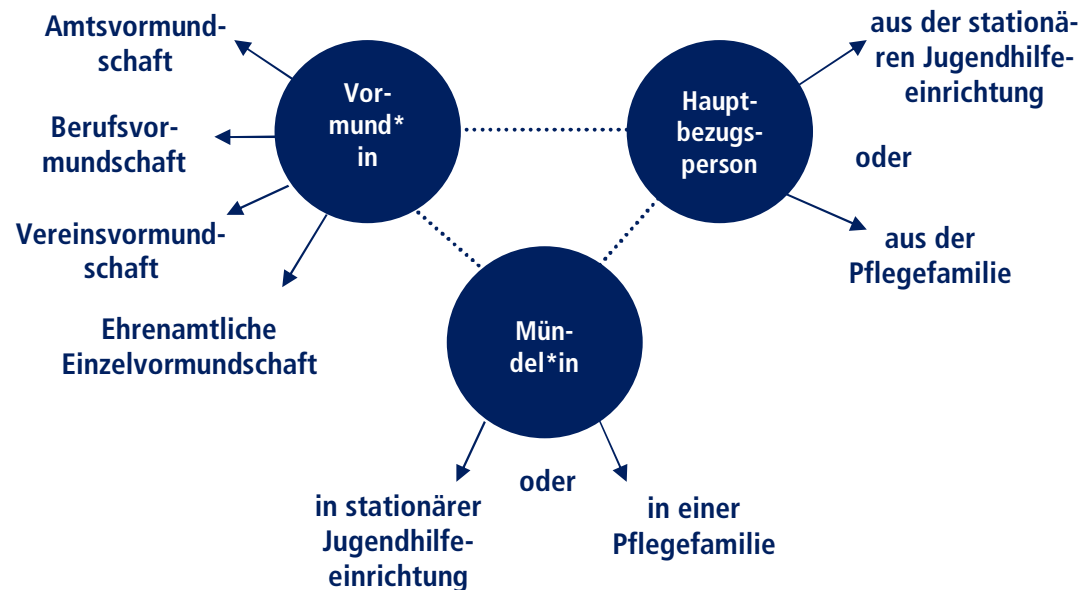 Amtsvormund-
schaft
Berufsvor-
mundschaft
Vereinsvormund-
schaft
Ehrenamtliche
Einzelvormundschaft
Vor-
mund*
in
Haupt-
bezugs-
person
aus der stationä-
ren Jugendhilfe-
einrichtung
oder
aus der
Pflegefamilie
Mün-
del*in
in stationärer
Jugendhilfe-
einrichtung
oder
in einer
Pflegefamilie